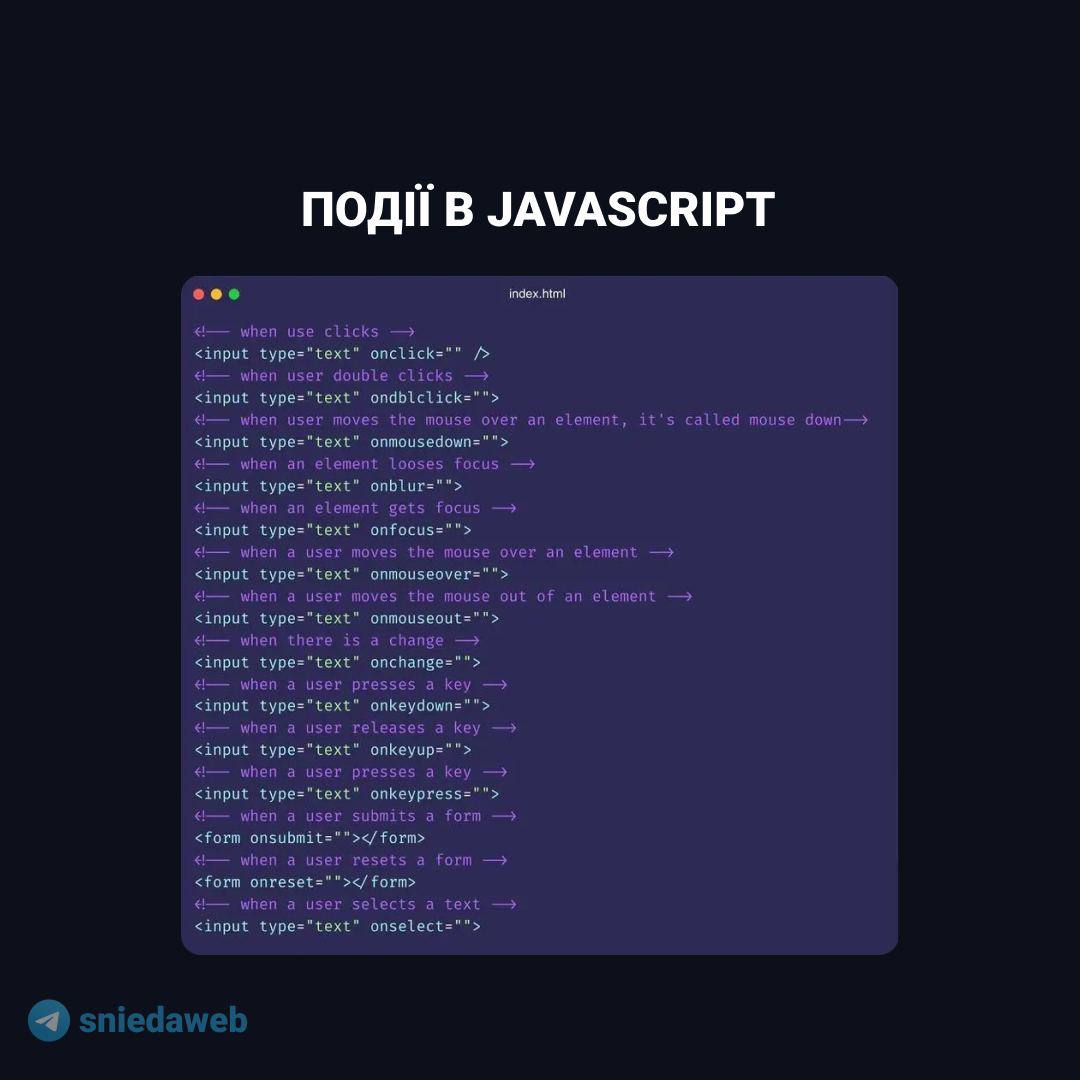 ПОДІЇ В JAVASCRIPT
index.html
<!-- when use clicks -->
<input type="text" onclick="" />
<!-- when user double clicks -->
<input type="text" ondblclick="">
<!-- when user moves the mouse over an element, it's called mouse down-->
<input type="text" onmousedown="">
<!-- when an element looses focus -->
<input type="text" onblur="">
<!-- when an element gets focus -->
<input type="text" onfocus="">
<!-- when a user moves the mouse over an element -->
<input type="text" onmouseover="">
<!-- when a user moves the mouse out of an element -->
<input type="text" onmouseout="">
<!-- when there is a change -->
<input type="text" onchange="">
<!-- when a user presses a key -->
<input type="text" onkeydown="">
<!-- when a user releases a key -->
<input type="text" onkeyup="">
<!-- when a user presses a key -->
<input type="text" onkeypress="">
<!-- when a user submits a form -->
<form onsubmit=""></form>
<!-- when a user resets a form -->
<form onreset=""></form>
<!-- when a user selects a text -->
<input type="text" onselect="">
sniedaweb